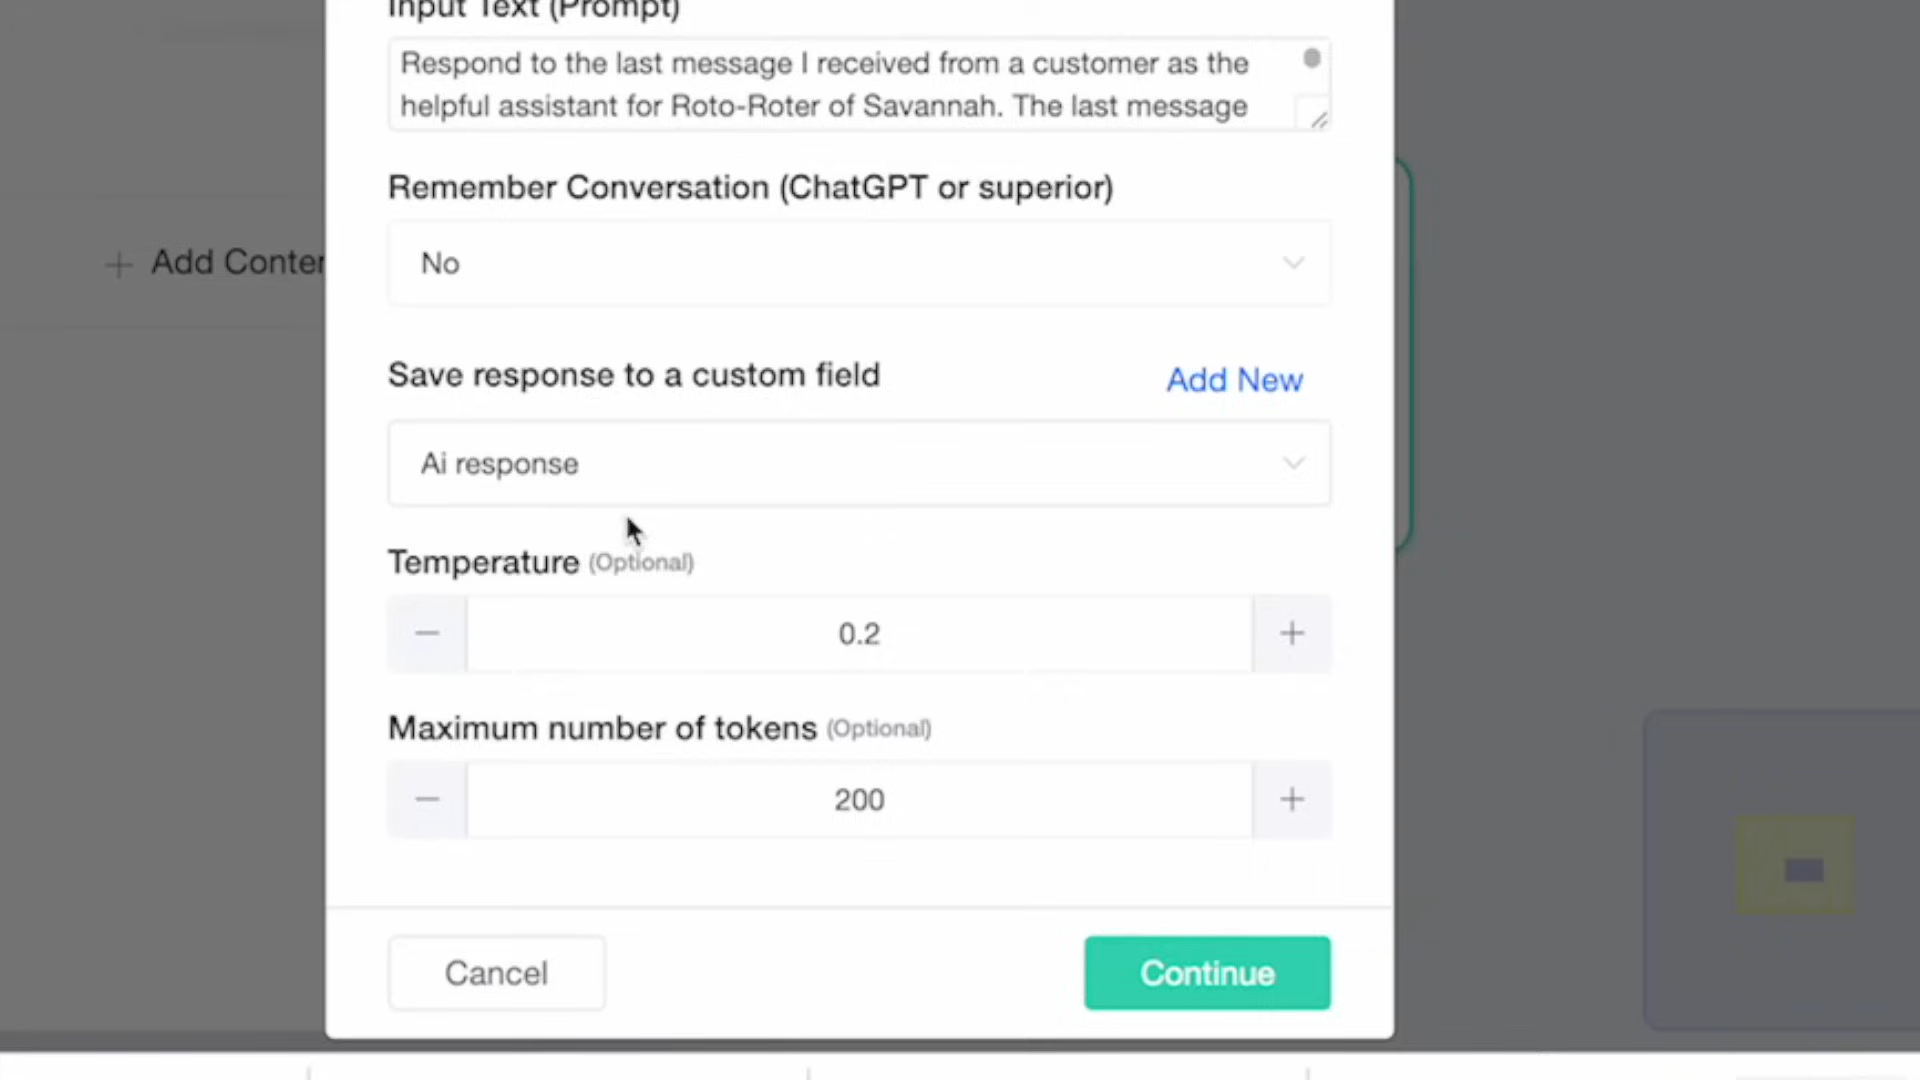 Input Text (Prompt)
Respond to the last message I received from a customer as the
helpful assistant for Roto-Roter of Savannah. The last message
Remember Conversation (ChatGPT or superior)
+ Add Conten
No
Save response to a custom field Add New
Ai response
Temperature (Optional)
− 0.2 +
Maximum number of tokens (Optional)
− 200 +
Cancel Continue